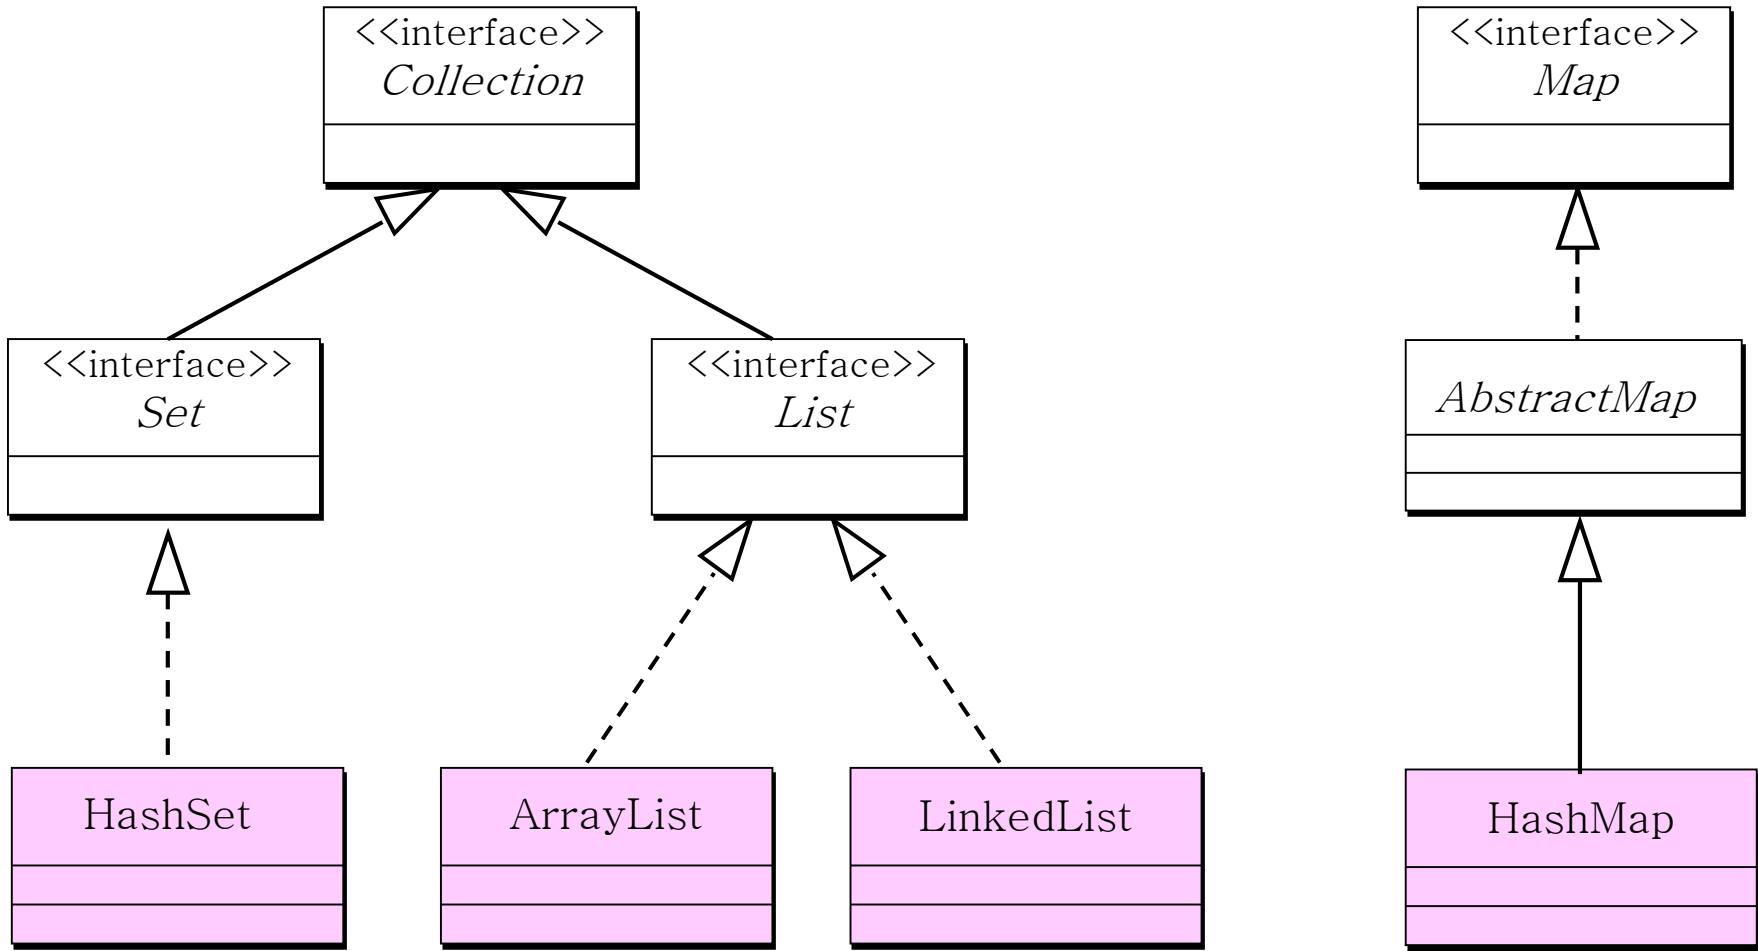 <<interface>>
Collection
<<interface>>
Map
<<interface>>
Set
<<interface>>
List
AbstractMap
HashSet
ArrayList
LinkedList
HashMap